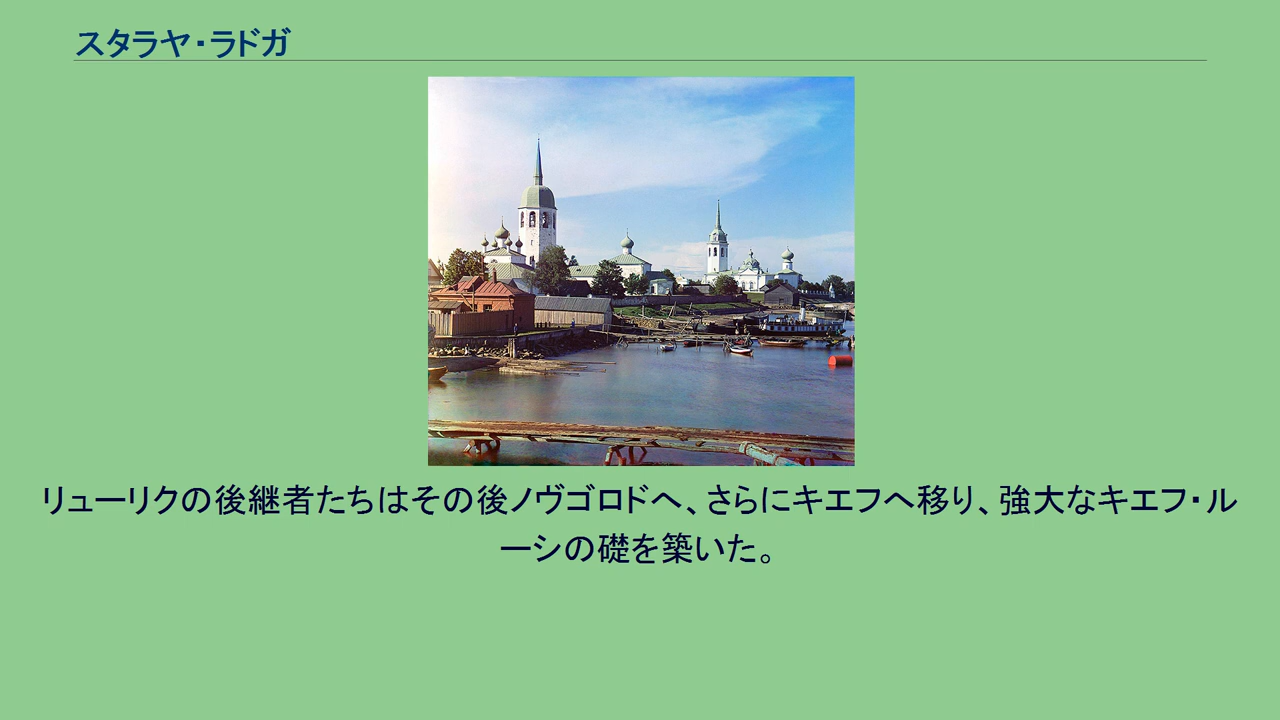 スタラヤ・ラドガ
リューリクの後継者たちはその後ノヴゴロドへ、さらにキエフへ移り、強大なキエフ・ル
ーシの礎を築いた。